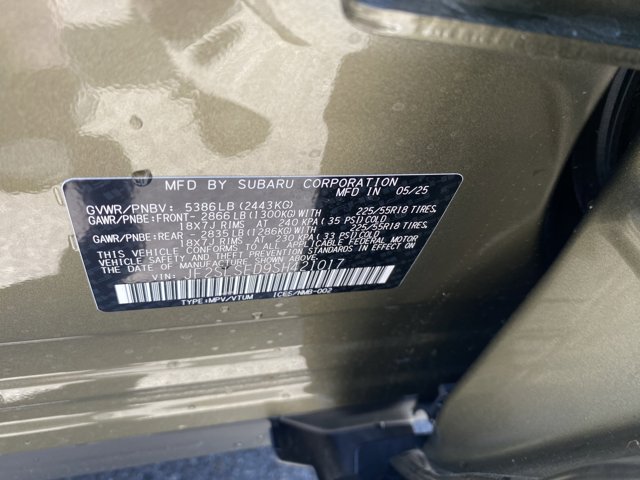 MFD BY SUBARU CORPORATION
MFD IN 05/25
GVWR/PNBV: 5386LB (2443KG)
GAWR/PNBE:FRONT- 2866LB (1300KG) WITH 225/55R18 TIRES,
18X7J RIMS AT 240 KPA (35 PSI) COLD
GAWR/PNBE:REAR - 2835LB (1286KG) WITH 225/55R18 TIRES,
18X7J RIMS AT 230 KPA (33 PSI) COLD
THIS VEHICLE CONFORMS TO ALL APPLICABLE FEDERAL MOTOR
VEHICLE SAFETY AND THEFT PREVENTION STANDARDS IN EFFECT ON THE
DATE OF MANUFACTURE SHOWN ABOVE.
VIN:
TYPE:MPV/VTUM ICES/NMB-002